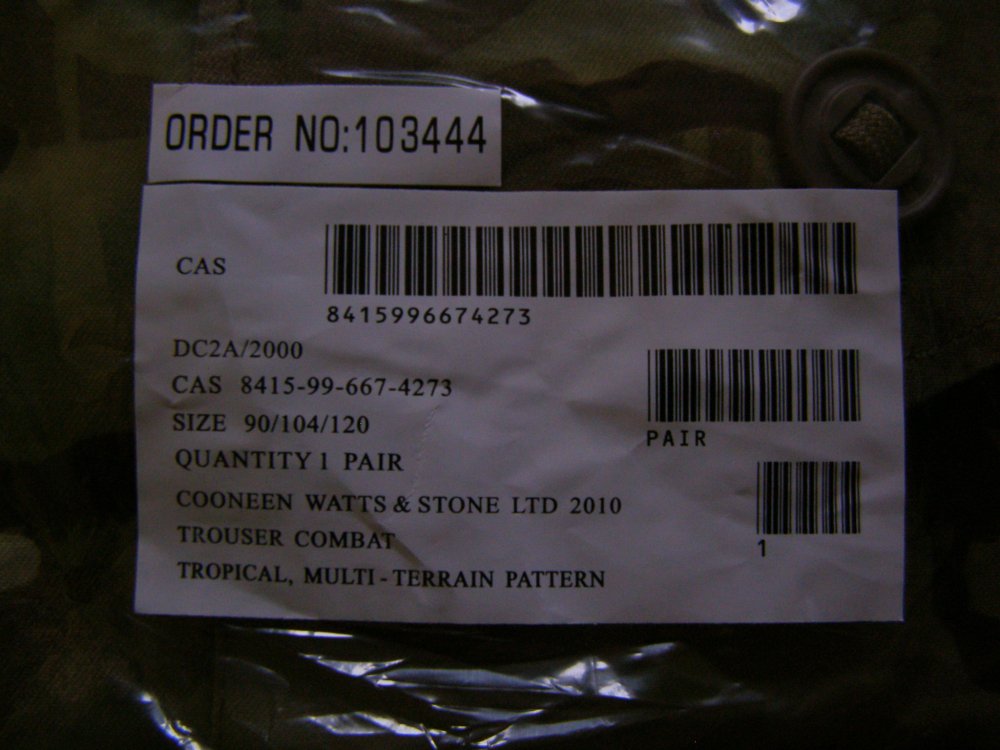 ORDER NO:103444
CAS
8415996674273
DC2A/2000
CAS 8415-99-667-4273
SIZE 90/104/120
PAIR
QUANTITY 1 PAIR
COONEEN WATTS & STONE LTD 2010
TROUSER COMBAT
1
TROPICAL, MULTI-TERRAIN PATTERN